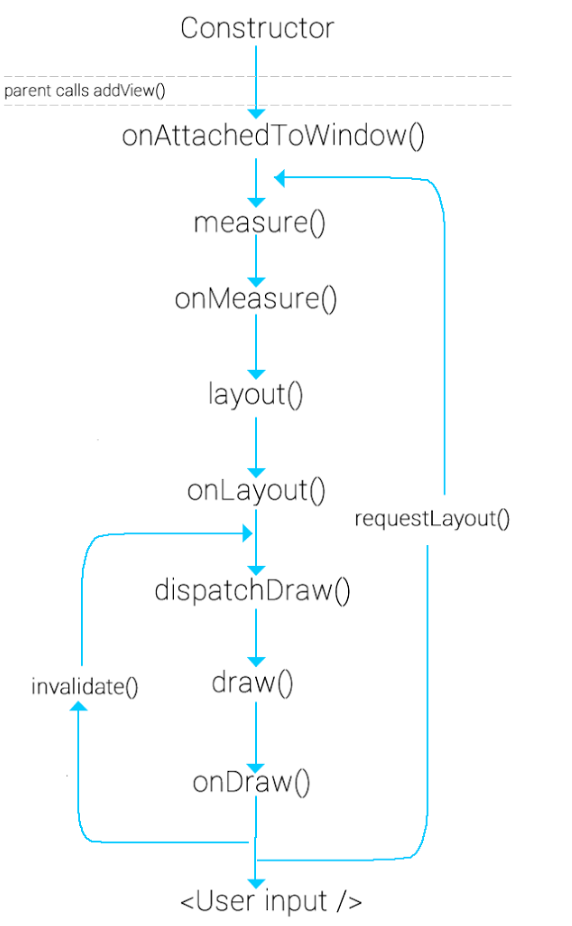 Constructor
parent calls addView()
onAttachedToWindow()
measure()
onMeasure()
layout()
onLayout()
requestLayout()
dispatchDraw()
invalidate()
draw()
onDraw()
<User input />